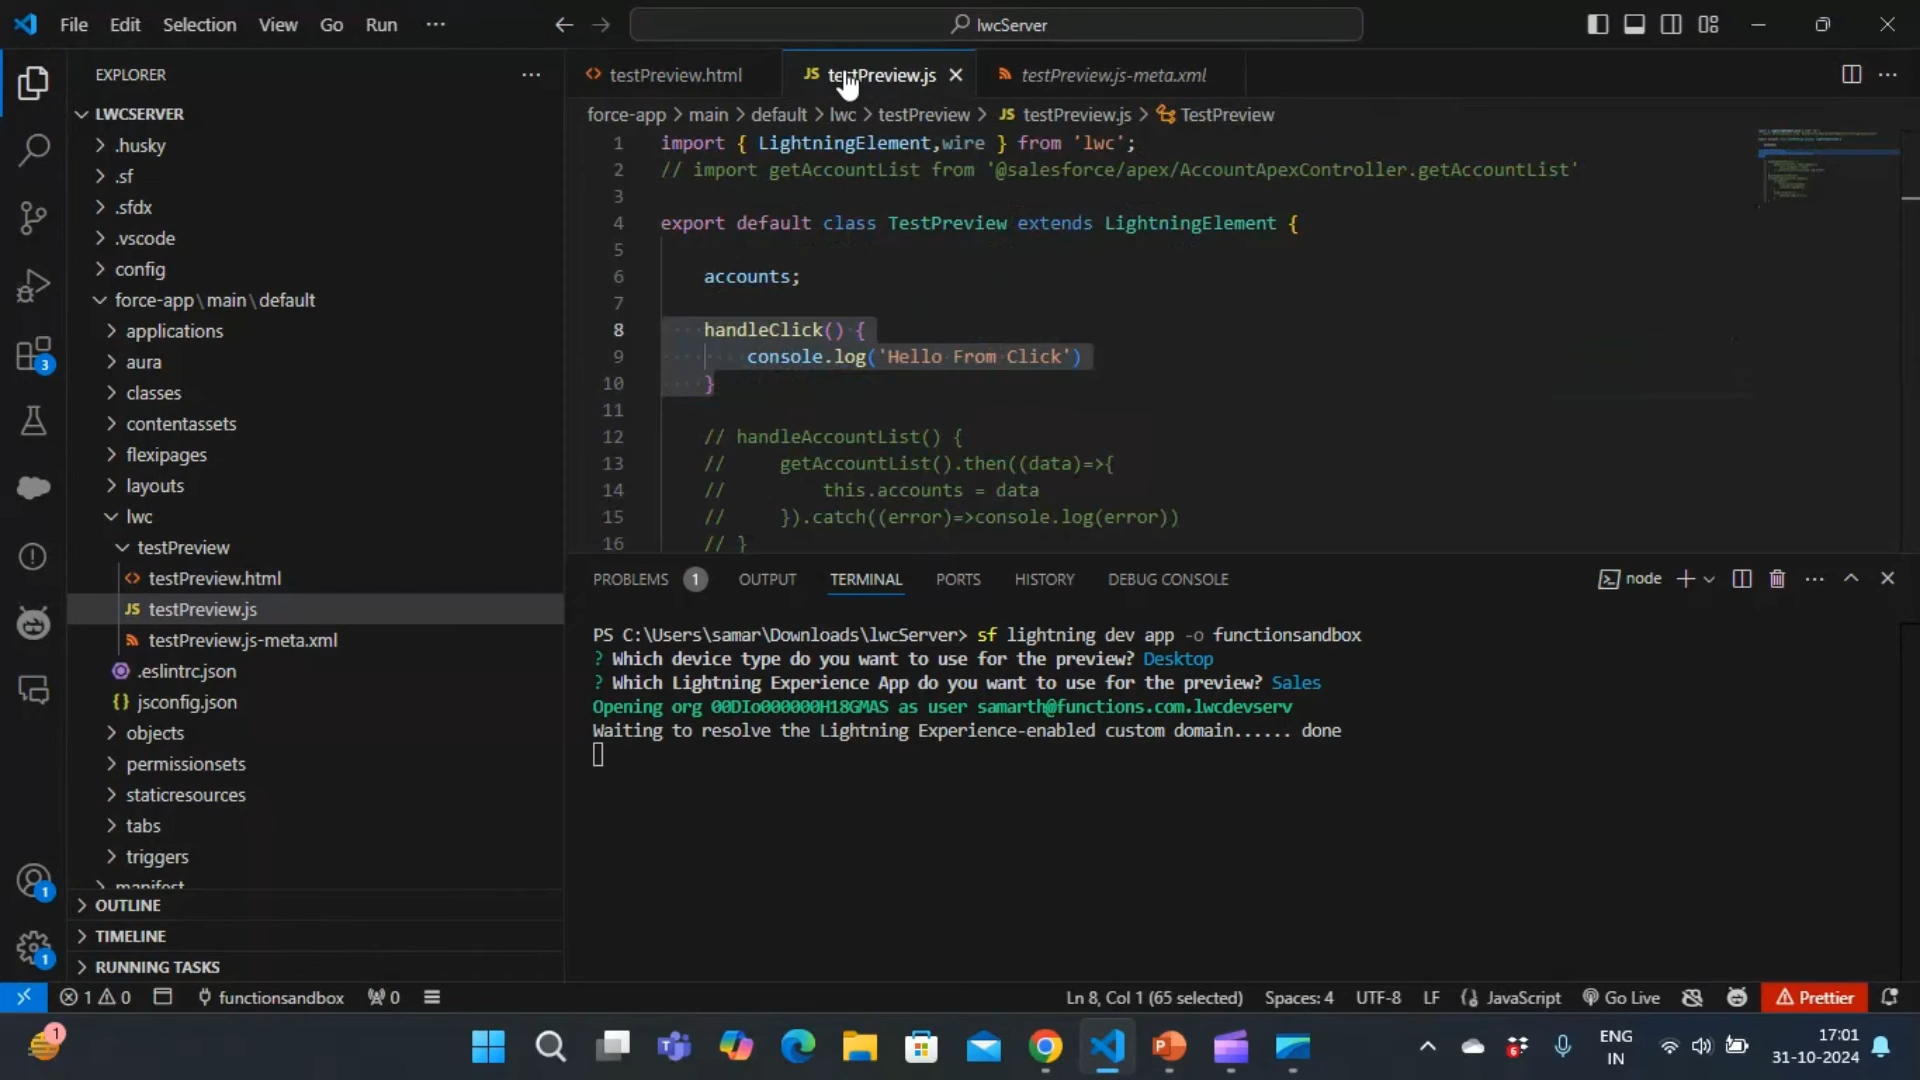 File Edit Selection View Go Run ··· lwcServer
EXPLORER ···
LWCSERVER
.husky
.sf
.sfdx
.vscode
config
force-app\main\default
applications
aura
classes
contentassets
flexipages
layouts
lwc
testPreview
testPreview.html
testPreview.js
testPreview.js-meta.xml
.eslintrc.json
jsconfig.json
objects
permissionsets
staticresources
tabs
triggers
manifest
OUTLINE
TIMELINE
RUNNING TASKS
3
1
1
testPreview.html JS testPreview.js testPreview.js-meta.xml
force-app > main > default > lwc > testPreview > JS testPreview.js > TestPreview
1 import { LightningElement,wire } from 'lwc';
2 // import getAccountList from '@salesforce/apex/AccountApexController.getAccountList'
3
4 export default class TestPreview extends LightningElement {
5
6 accounts;
7
8 handleClick() {
9 console.log('Hello From Click')
10 }
11
12 // handleAccountList() {
13 // getAccountList().then((data)=>{
14 // this.accounts = data
15 // }).catch((error)=>console.log(error))
16 // }
PROBLEMS 1 OUTPUT TERMINAL PORTS HISTORY DEBUG CONSOLE node
PS C:\Users\samar\Downloads\lwcServer> sf lightning dev app -o functionsandbox
? Which device type do you want to use for the preview? Desktop
? Which Lightning Experience App do you want to use for the preview? Sales
Opening org 00DIo000000H18GMAS as user samarth@functions.com.lwcdevserv
Waiting to resolve the Lightning Experience-enabled custom domain...... done
1 0 functionsandbox 0 Ln 8, Col 1 (65 selected) Spaces: 4 UTF-8 LF {} JavaScript Go Live Prettier
1 6 ENG
IN 17:01
31-10-2024